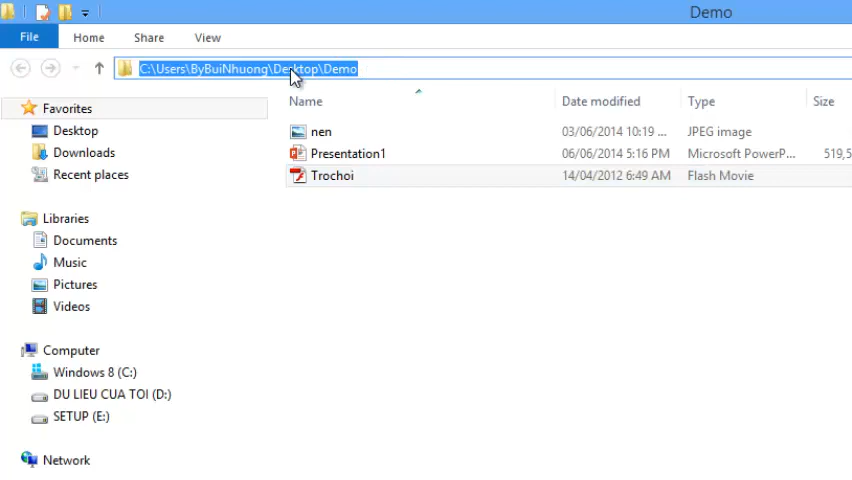 Demo
File Home Share View
C:\Users\ByBuiNhuong\Desktop\Demo
Favorites
Desktop
Downloads
Recent places
Libraries
Documents
Music
Pictures
Videos
Computer
Windows 8 (C:)
DU LIEU CUA TOI (D:)
SETUP (E:)
Network
Name Date modified Type Size
nen 03/06/2014 10:19 ... JPEG image
Presentation1 06/06/2014 5:16 PM Microsoft PowerP... 519,5
Trochoi 14/04/2012 6:49 AM Flash Movie